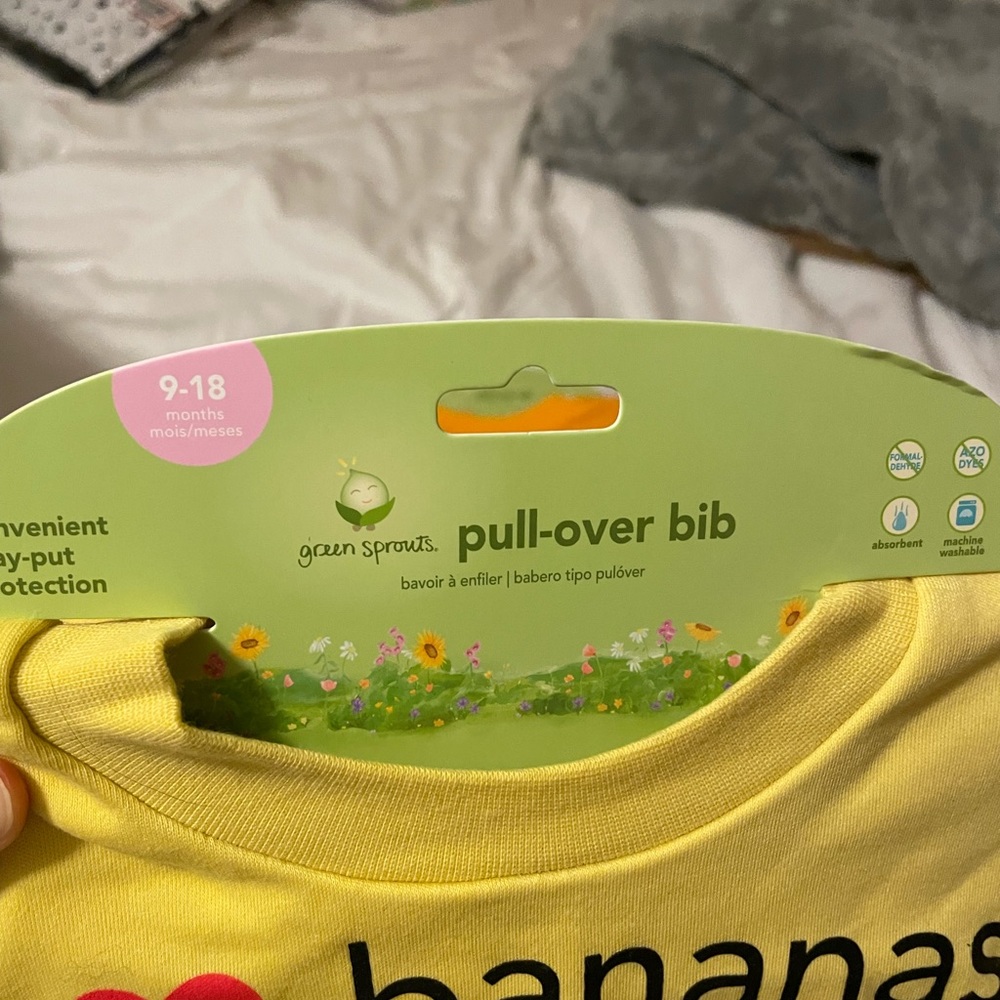 9-18
months
mois/meses
nvenient
ay-put
otection
green sprouts®
pull-over bib
bavoir à enfiler | babero tipo pulóver
FORMAL-
DEHYDE
AZO
DYES
absorbent
machine
washable
bananas